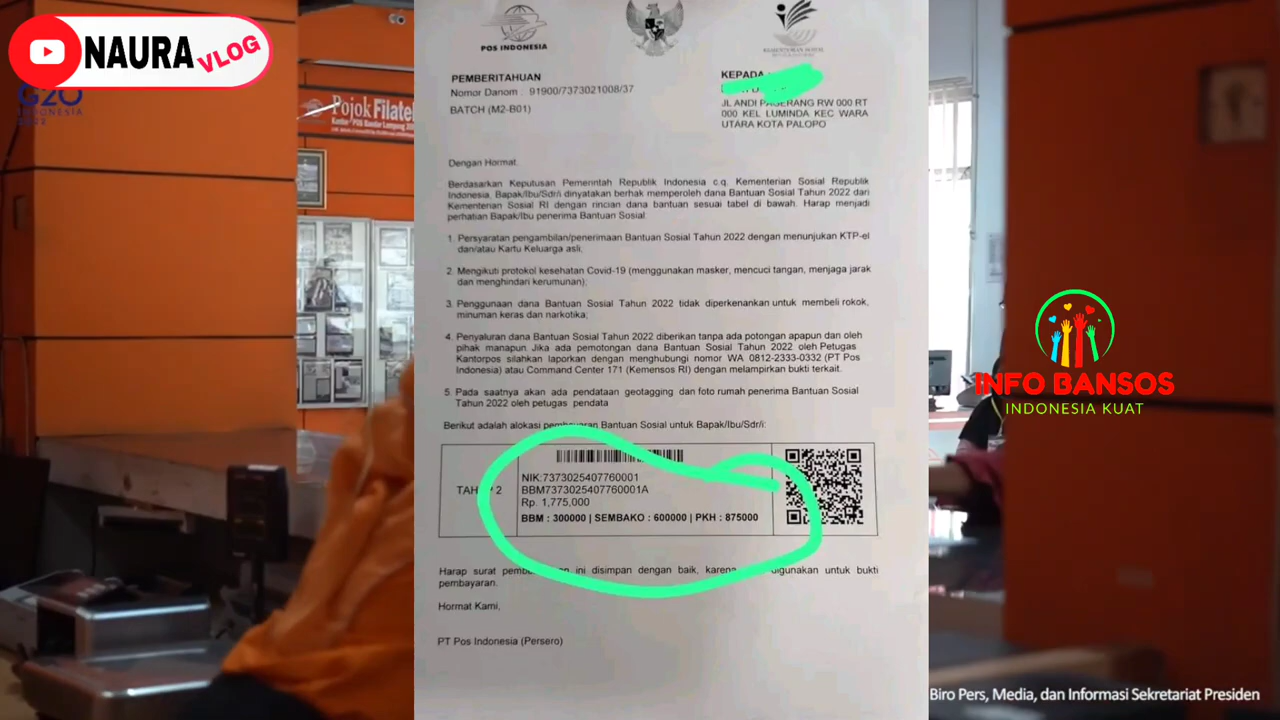 NAURA VLOG
G20
INDONESIA
2022
Pojok Filatel
POS INDONESIA
KEMENTERIAN SOSIAL
PEMBERITAHUAN
Nomor Danom : 91900/7373021008/37
BATCH (M2-B01)
KEPADA
JL ANDI PANGERANG RW 000 RT
000 KEL LUMINDA KEC WARA
UTARA KOTA PALOPO
Dengan Hormat,
Berdasarkan Keputusan Pemerintah Republik Indonesia c.q. Kementerian Sosial Republik
Indonesia, Bapak/Ibu/Sdr/i dinyatakan berhak memperoleh dana Bantuan Sosial Tahun 2022 dari
Kementerian Sosial RI dengan rincian dana bantuan sesuai tabel di bawah. Harap menjadi
perhatian Bapak/Ibu penerima Bantuan Sosial
1. Persyaratan pengambilan/penerimaan Bantuan Sosial Tahun 2022 dengan menunjukan KTP-el
dan/atau Kartu Keluarga asli;
2. Mengikuti protokol kesehatan Covid-19 (menggunakan masker, mencuci tangan, menjaga jarak
dan menghindari kerumunan);
3. Penggunaan dana Bantuan Sosial Tahun 2022 tidak diperkenankan untuk membeli rokok,
minuman keras dan narkotika;
4. Penyaluran dana Bantuan Sosial Tahun 2022 diberikan tanpa ada potongan apapun dan oleh
pihak manapun. Jika ada pemotongan dana Bantuan Sosial Tahun 2022 oleh Petugas
Kantorpos silahkan laporkan dengan menghubungi nomor WA 0812-2333-0332 (PT Pos
Indonesia) atau Command Center 171 (Kemensos RI) dengan melampirkan bukti terkait.
5. Pada saatnya akan ada pendataan geotagging dan foto rumah penerima Bantuan Sosial
Tahun 2022 oleh petugas pendata
Berikut adalah alokasi pembayaran Bantuan Sosial untuk Bapak/Ibu/Sdr/i:
TAHAP 2
NIK:7373025407760001
BBM7373025407760001A
Rp. 1,775,000
BBM : 300000 | SEMBAKO : 600000 | PKH : 875000
Harap surat ini disimpan dengan baik, karena digunakan untuk bukti
pembayaran.
Hormat Kami,
PT Pos Indonesia (Persero)
INFO BANSOS
INDONESIA KUAT
Biro Pers, Media, dan Informasi Sekretariat Presiden